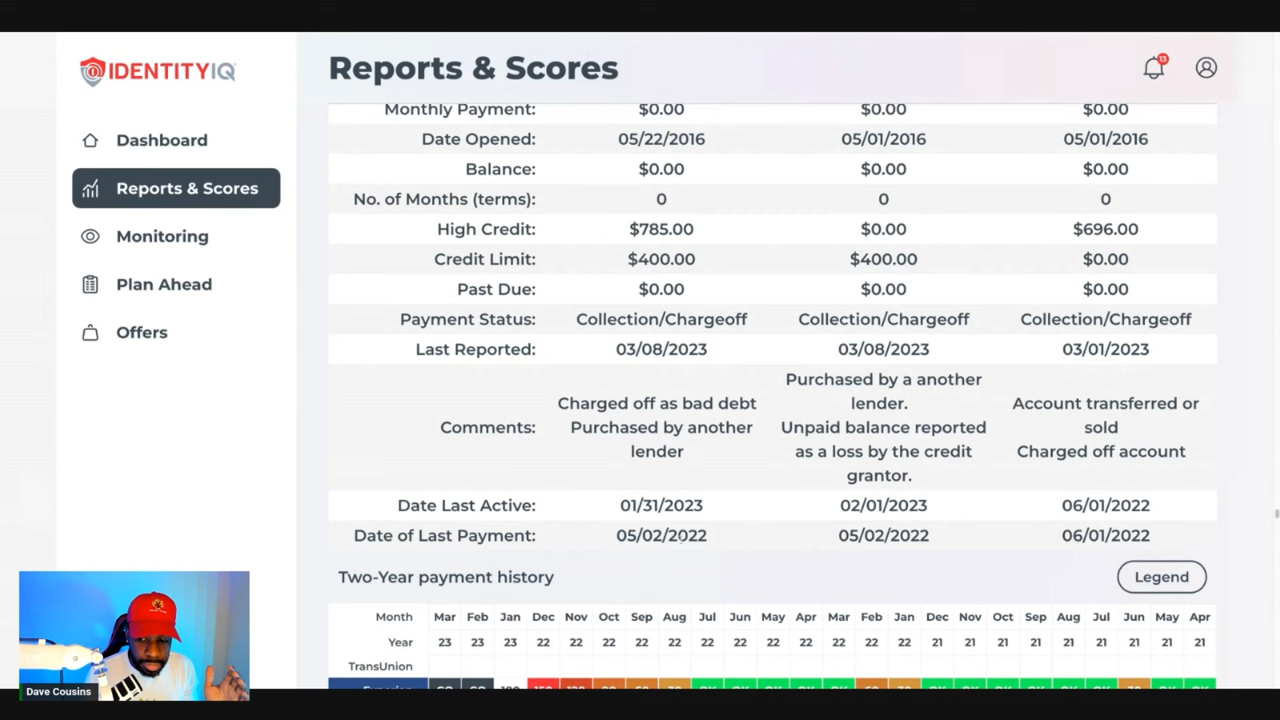 IDENTITYIQ
Reports & Scores
13
Dashboard
Reports & Scores
Monitoring
Plan Ahead
Offers
Monthly Payment: $0.00 $0.00 $0.00
Date Opened: 05/22/2016 05/01/2016 05/01/2016
Balance: $0.00 $0.00 $0.00
No. of Months (terms): 0 0 0
High Credit: $785.00 $0.00 $696.00
Credit Limit: $400.00 $400.00 $0.00
Past Due: $0.00 $0.00 $0.00
Payment Status: Collection/Chargeoff Collection/Chargeoff Collection/Chargeoff
Last Reported: 03/08/2023 03/08/2023 03/01/2023
Comments:
Charged off as bad debt
Purchased by another
lender
Purchased by a another
lender.
Unpaid balance reported
as a loss by the credit
grantor.
Account transferred or
sold
Charged off account
Date Last Active: 01/31/2023 02/01/2023 06/01/2022
Date of Last Payment: 05/02/2022 05/02/2022 06/01/2022
Two-Year payment history
Legend
Month Mar Feb Jan Dec Nov Oct Sep Aug Jul Jun May Apr Mar Feb Jan Dec Nov Oct Sep Aug Jul Jun May Apr
Year 23 23 23 22 22 22 22 22 22 22 22 22 22 22 22 21 21 21 21 21 21 21 21 21
TransUnion
Dave Cousins